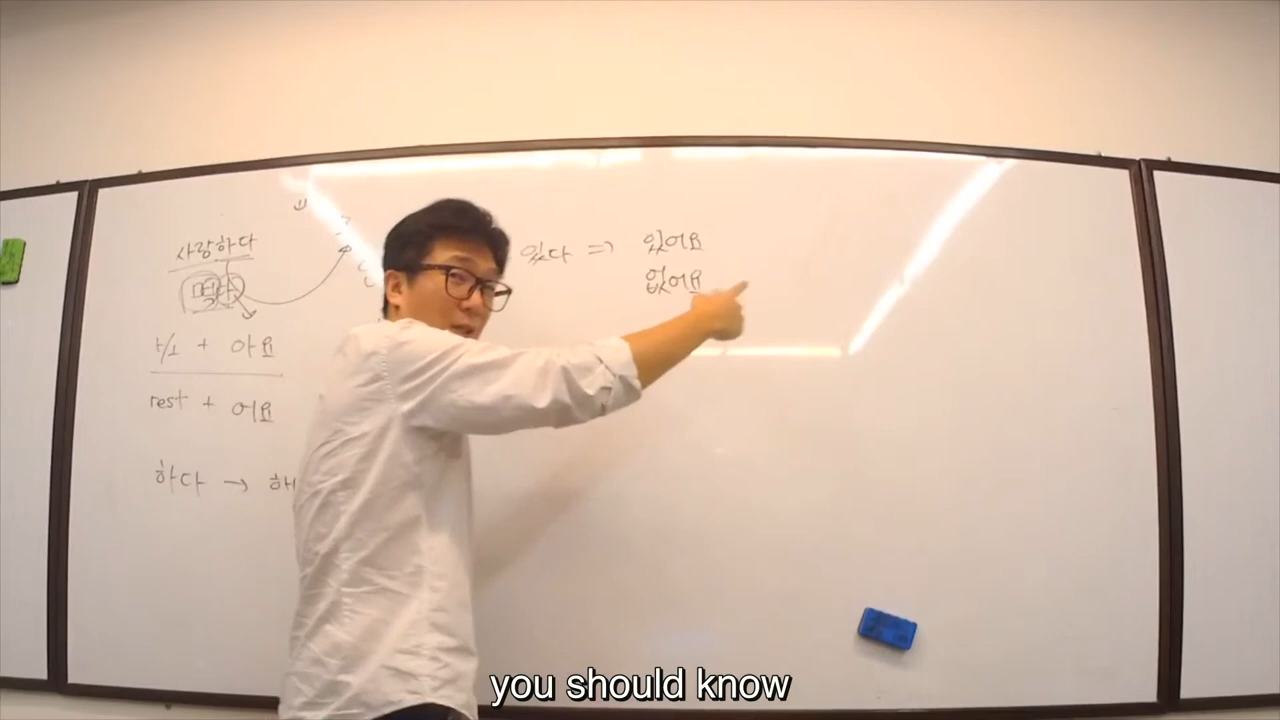 사랑하다
ㅏ/ㅗ + 아요
rest + 어요
하다 → 해
있다 ⇒ 있어요
없어요
you should know